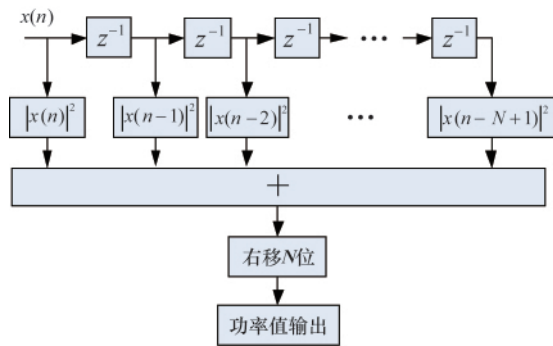 x(n)
z⁻¹ z⁻¹ z⁻¹ ··· z⁻¹
|x(n)|² |x(n−1)|² |x(n−2)|² ··· |x(n−N+1)|²
+
右移N位
功率值输出